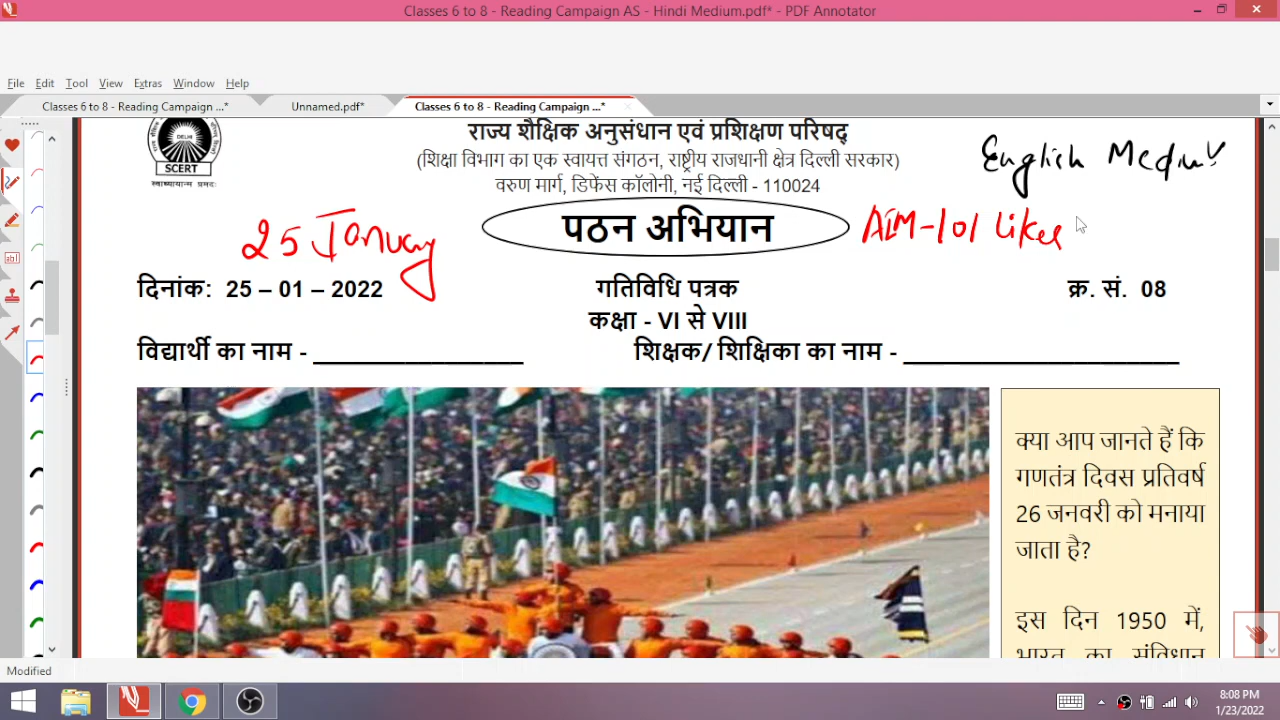 Classes 6 to 8 - Reading Campaign AS - Hindi Medium.pdf* - PDF Annotator
File Edit Tool View Extras Window Help
Classes 6 to 8 - Reading Campaign ...* Unnamed.pdf* Classes 6 to 8 - Reading Campaign ...*
राज्य शैक्षिक अनुसंधान एवं प्रशिक्षण परिषद्
DELHI
SCERT
(शिक्षा विभाग का एक स्वायत्त संगठन, राष्ट्रीय राजधानी क्षेत्र दिल्ली सरकार)
वरुण मार्ग, डिफेंस कॉलोनी, नई दिल्ली - 110024
English Medium
25 January
पठन अभियान
AIM-101 Likes
दिनांक: 25 – 01 – 2022 गतिविधि पत्रक क्र. सं. 08
कक्षा - VI से VIII
विद्यार्थी का नाम - ________________ शिक्षक/ शिक्षिका का नाम - _____________________
क्या आप जानते हैं कि
गणतंत्र दिवस प्रतिवर्ष
26 जनवरी को मनाया
जाता है?
इस दिन 1950 में,
भारत का संविधान
Modified
8:08 PM
1/23/2022